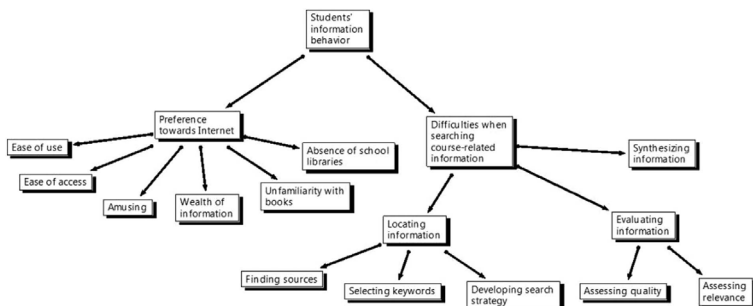 Students'
information
behavior
Preference
towards Internet
Difficulties when
searching
course-related
information
Ease of use
Absence of school
libraries
Synthesizing
information
Ease of access
Amusing
Wealth of
information
Unfamiliarity with
books
Locating
information
Evaluating
information
Finding sources
Selecting keywords
Developing search
strategy
Assessing quality
Assessing
relevance